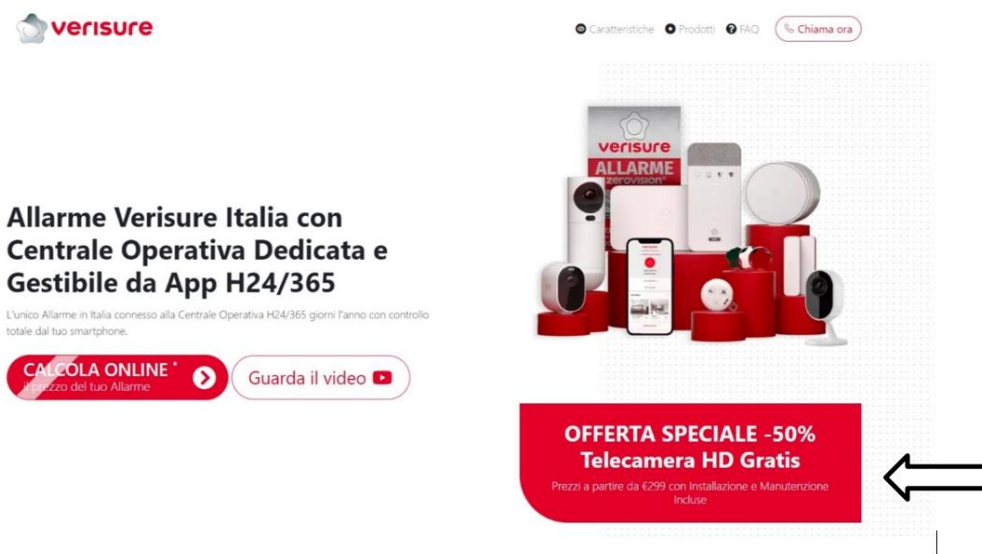 verisure
Caratteristiche Prodotti FAQ Chiama ora
verisure
ALLARME
zerovision®
Allarme Verisure Italia con
Centrale Operativa Dedicata e
Gestibile da App H24/365
L'unico Allarme in Italia connesso alla Centrale Operativa H24/365 giorni l'anno con controllo
totale dal tuo smartphone.
CALCOLA ONLINE *
il prezzo del tuo Allarme
Guarda il video
OFFERTA SPECIALE -50%
Telecamera HD Gratis
Prezzi a partire da €299 con Installazione e Manutenzione
Incluse